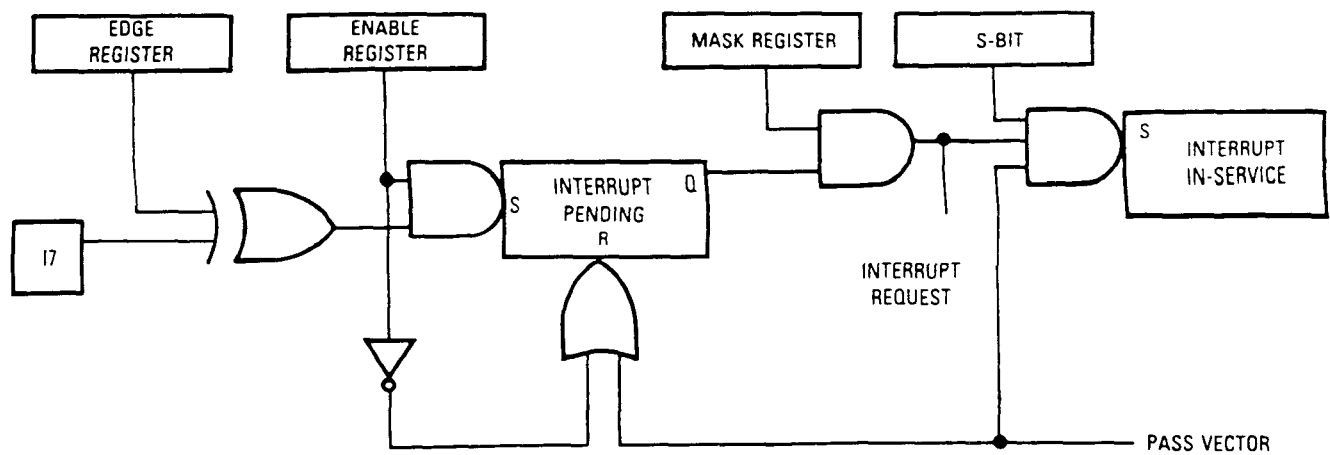 EDGE
REGISTER
ENABLE
REGISTER
MASK REGISTER
S-BIT
I7
S
INTERRUPT
PENDING
R
Q
S
INTERRUPT
IN-SERVICE
INTERRUPT
REQUEST
PASS VECTOR